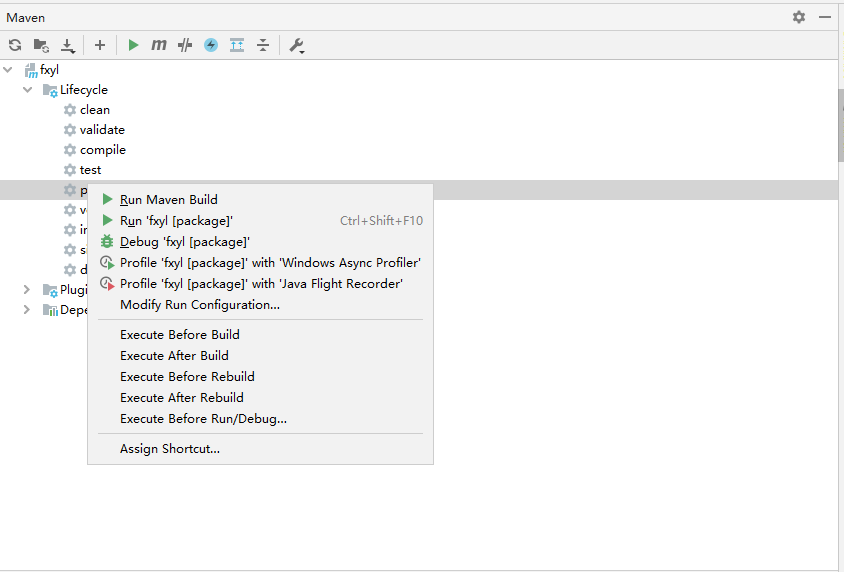 Maven
fxyl
Lifecycle
clean
validate
compile
test
Run Maven Build
Run 'fxyl [package]' Ctrl+Shift+F10
Debug 'fxyl [package]'
Profile 'fxyl [package]' with 'Windows Async Profiler'
Profile 'fxyl [package]' with 'Java Flight Recorder'
Modify Run Configuration...
Execute Before Build
Execute After Build
Execute Before Rebuild
Execute After Rebuild
Execute Before Run/Debug...
Assign Shortcut...